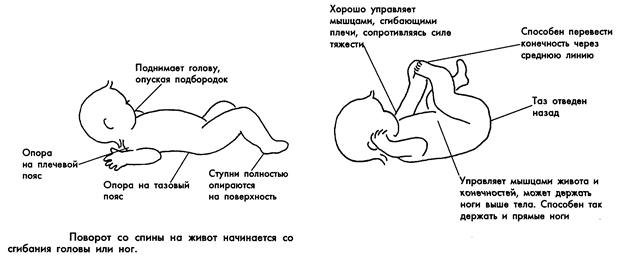 Поднимает голову,
опуская подбородок
Опора
на плечевой
пояс
Опора на тазовый
пояс
Ступни полностью
опираются
на поверхность
Поворот со спины на живот начинается со
сгибания головы или ног.
Хорошо управляет
мышцами, сгибающими
плечи, сопротивляясь силе
тяжести
Способен перевести
конечность через
среднюю линию
Таз отведен
назад
Управляет мышцами живота и
конечностей, может держать
ноги выше тела. Способен так
держать и прямые ноги